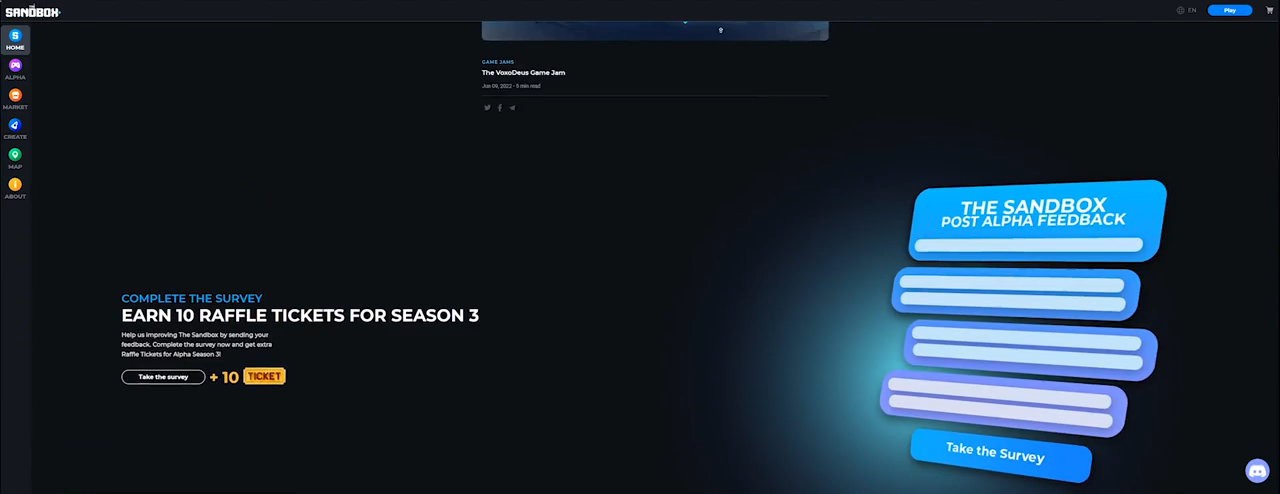 THE
SANDBOX
EN
Play
HOME
ALPHA
MARKET
CREATE
MAP
ABOUT
GAME JAMS
The VoxoDeus Game Jam
Jun 09, 2022 - 5 min read
COMPLETE THE SURVEY
EARN 10 RAFFLE TICKETS FOR SEASON 3
Help us improving The Sandbox by sending your
feedback. Complete the survey now and get extra
Raffle Tickets for Alpha Season 3!
Take the survey + 10 TICKET
THE SANDBOX
POST ALPHA FEEDBACK
Take the Survey